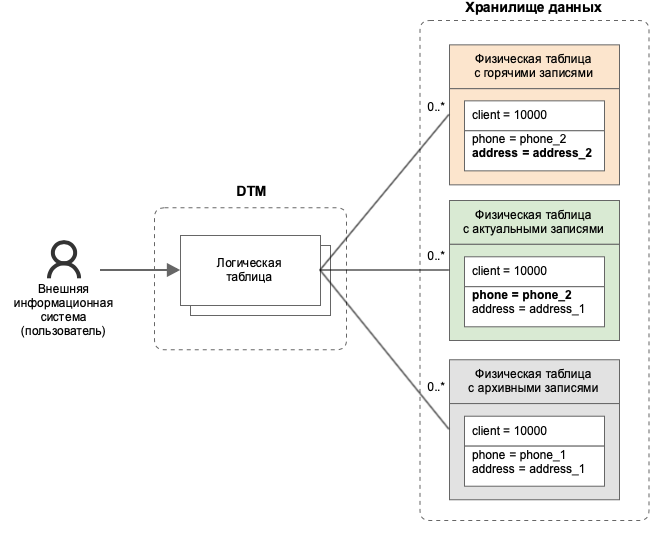 Хранилище данных
Физическая таблица
с горячими записями
0..*
client = 10000
phone = phone_2
address = address_2
DTM
Физическая таблица
с актуальными записями
0..*
Логическая
таблица
client = 10000
phone = phone_2
address = address_1
Внешняя
информационная
система
(пользователь)
Физическая таблица
с архивными записями
0..*
client = 10000
phone = phone_1
address = address_1